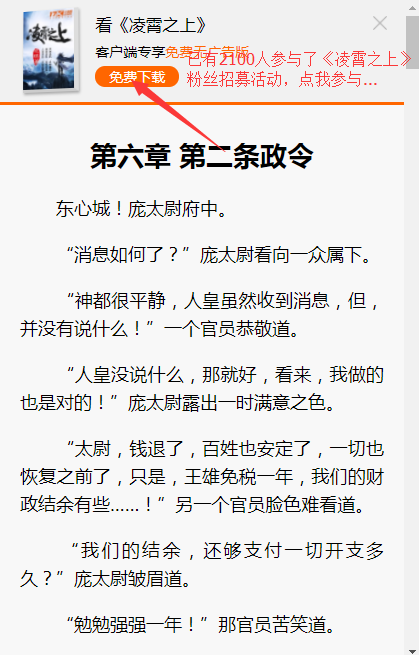 凌霄之上
看《凌霄之上》
客户端专享免费无广告版
已有2100人参与了《凌霄之上》
免费下载
粉丝招募活动，点我参与...
第六章 第二条政令
东心城！庞太尉府中。
“消息如何了？”庞太尉看向一众属下。
“神都很平静，人皇虽然收到消息，但，
并没有说什么！”一个官员恭敬道。
“人皇没说什么，那就好，看来，我做的
也是对的！”庞太尉露出一时满意之色。
“太尉，钱退了，百姓也安定了，一切也
恢复之前了，只是，王雄免税一年，我们的财
政结余有些……！”另一个官员脸色难看道。
“我们的结余，还够支付一切开支多
久？”庞太尉皱眉道。
“勉勉强强一年！”那官员苦笑道。